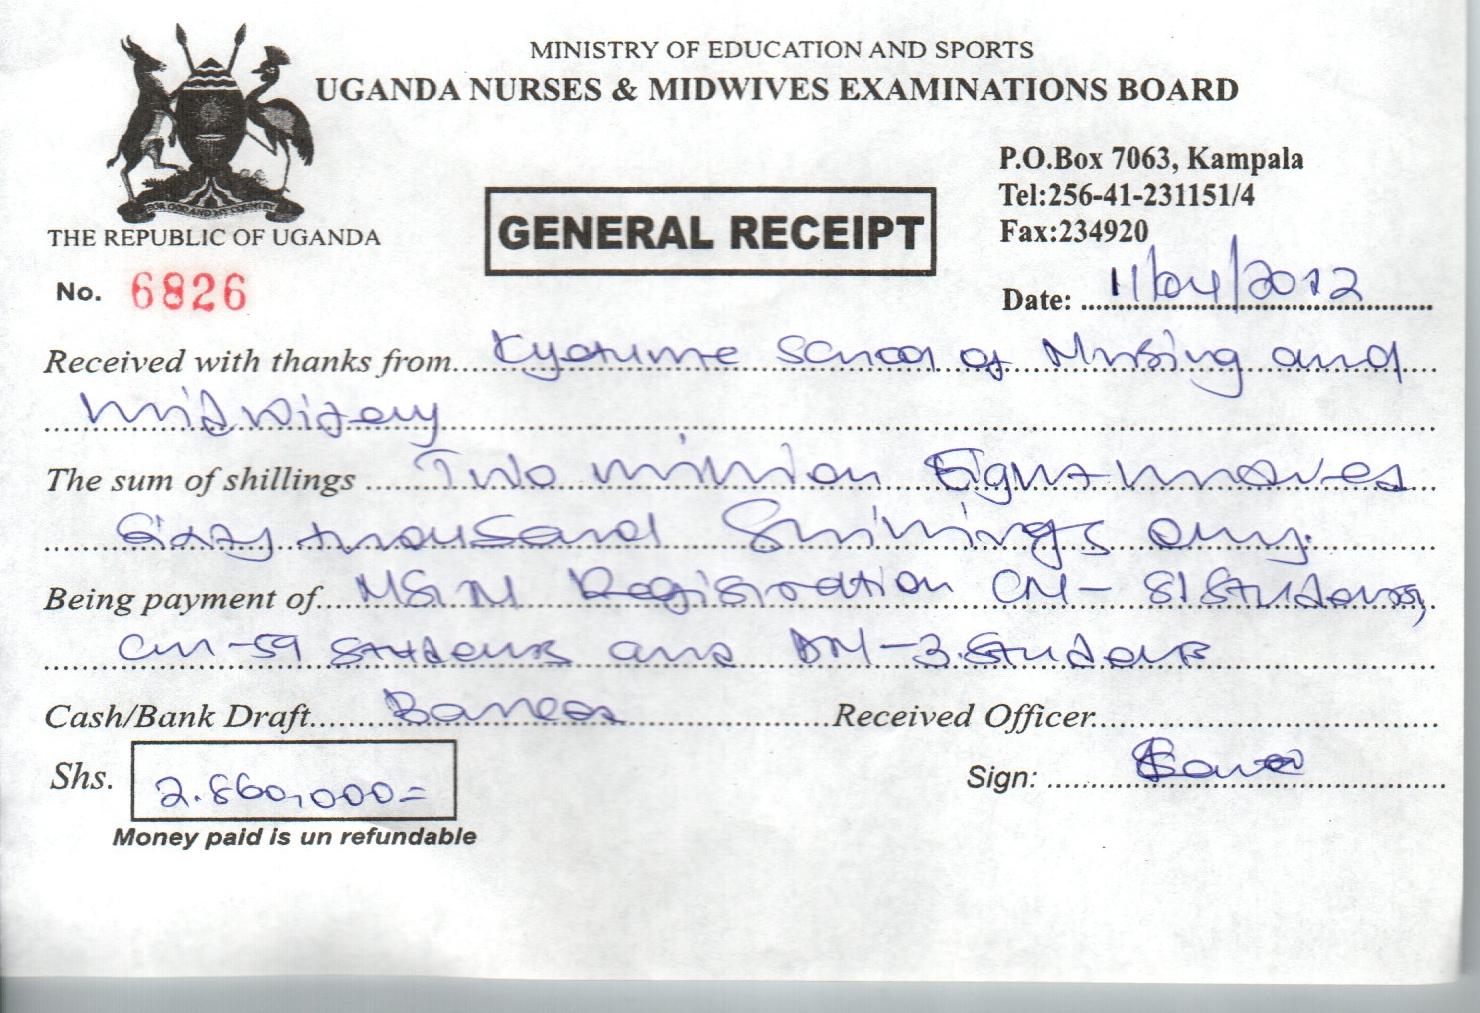 MINISTRY OF EDUCATION AND SPORTS
UGANDA NURSES & MIDWIVES EXAMINATIONS BOARD
FOR GOD AND MY COUNTRY
THE REPUBLIC OF UGANDA
P.O.Box 7063, Kampala
Tel:256-41-231151/4
Fax:234920
GENERAL RECEIPT
No. 6826
Date: 11/04/2012
Received with thanks from Kyetume School of Nursing and
Midwifery
The sum of shillings Two million Eight hundred
Sixty thousand Shillings only.
Being payment of Registration CN - 81 Students,
CM - 59 Students and DM - 3 Students
Cash/Bank Draft
Received Officer
Shs. 2.860,000=
Sign:
Money paid is un refundable